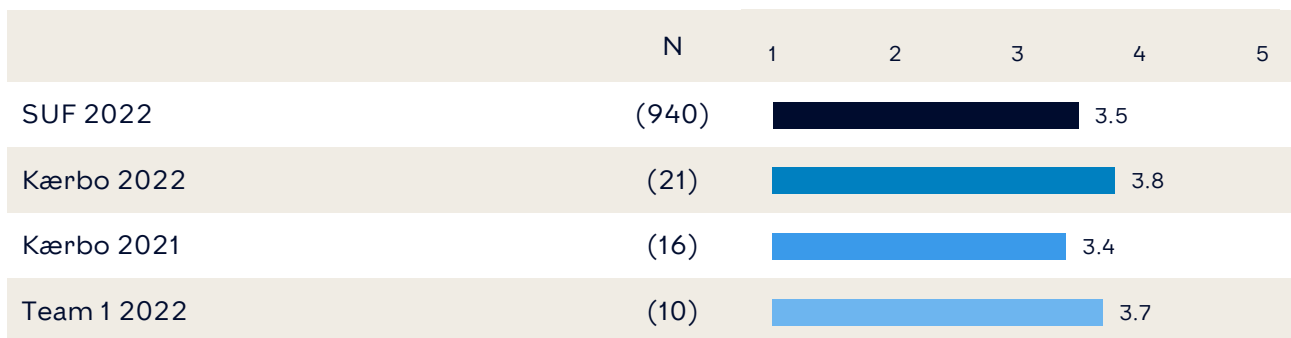 N 1 2 3 4 5
SUF 2022 (940) 3.5
Kærbo 2022 (21) 3.8
Kærbo 2021 (16) 3.4
Team 1 2022 (10) 3.7